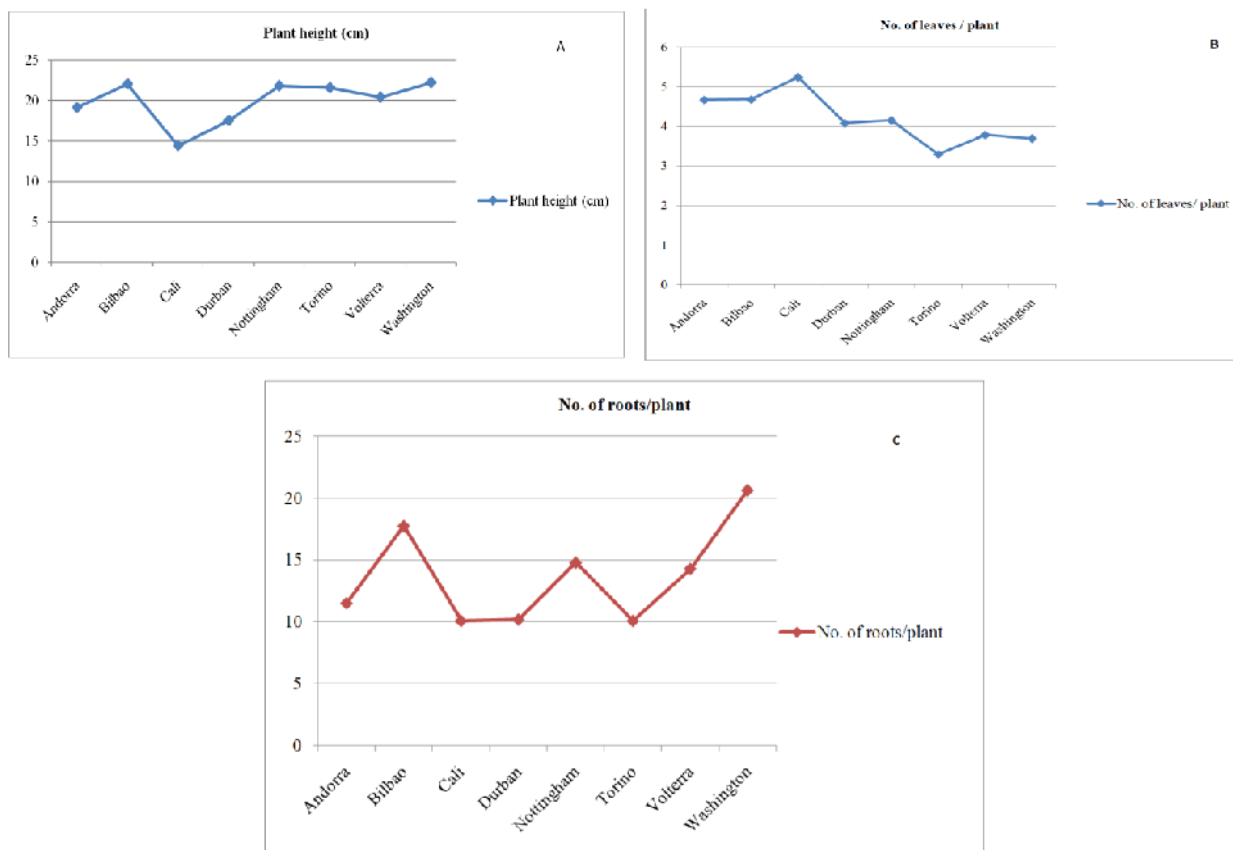 Plant height (cm)
A
25
20
15
10
5
0
Andorra
Bilbao
Cali
Durban
Nottingham
Torino
Volterra
Washington
Plant height (cm)
No. of leaves / plant
B
6
5
4
3
2
1
0
Andorra
Bilbao
Cali
Durban
Nottingham
Torino
Volterra
Washington
No. of leaves/ plant
No. of roots/plant
C
25
20
15
10
5
0
Andorra
Bilbao
Cali
Durban
Nottingham
Torino
Volterra
Washington
No. of roots/plant